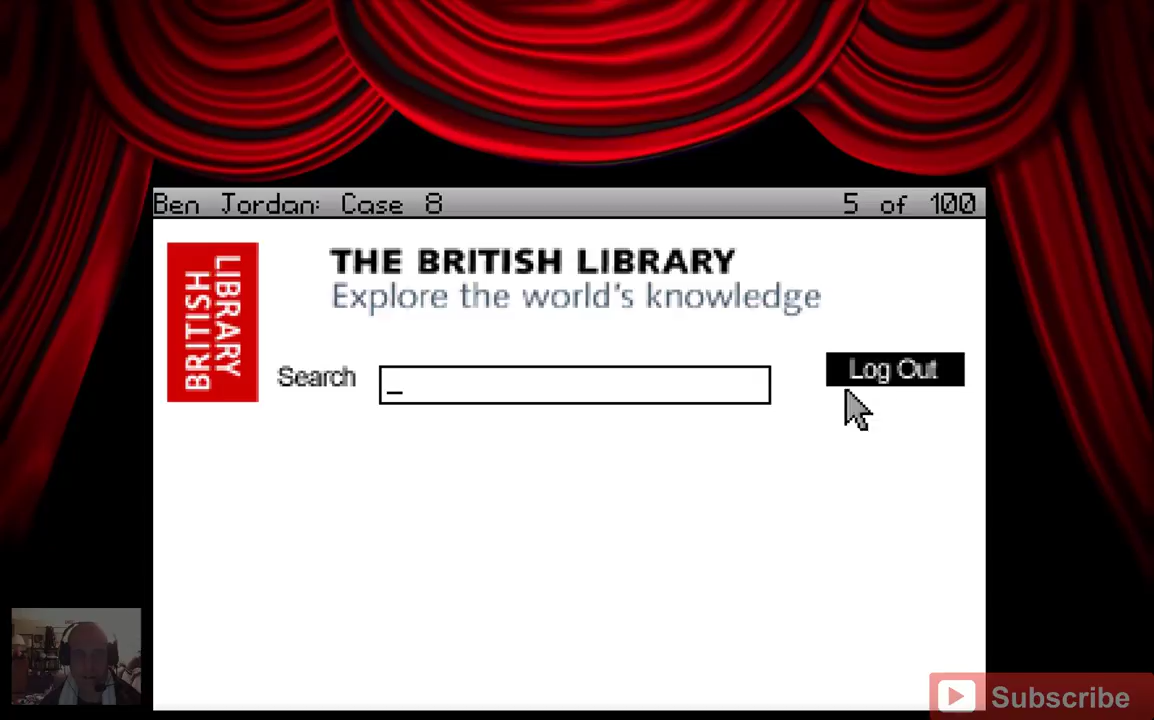 Ben Jordan: Case 8 5 of 100
BRITISH
LIBRARY
THE BRITISH LIBRARY
Explore the world's knowledge
Search _
Log Out
Subscribe